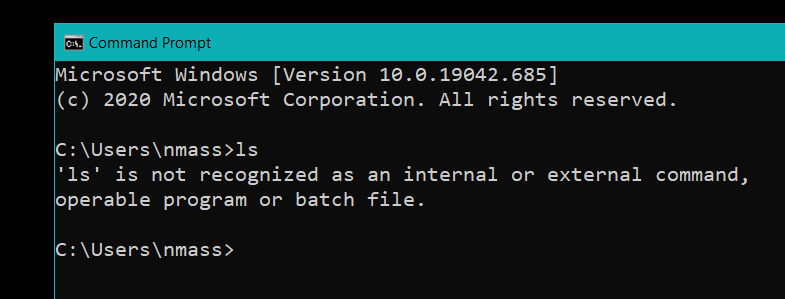 Command Prompt
Microsoft Windows [Version 10.0.19042.685]
(c) 2020 Microsoft Corporation. All rights reserved.
C:\Users\nmass>ls
'ls' is not recognized as an internal or external command,
operable program or batch file.
C:\Users\nmass>